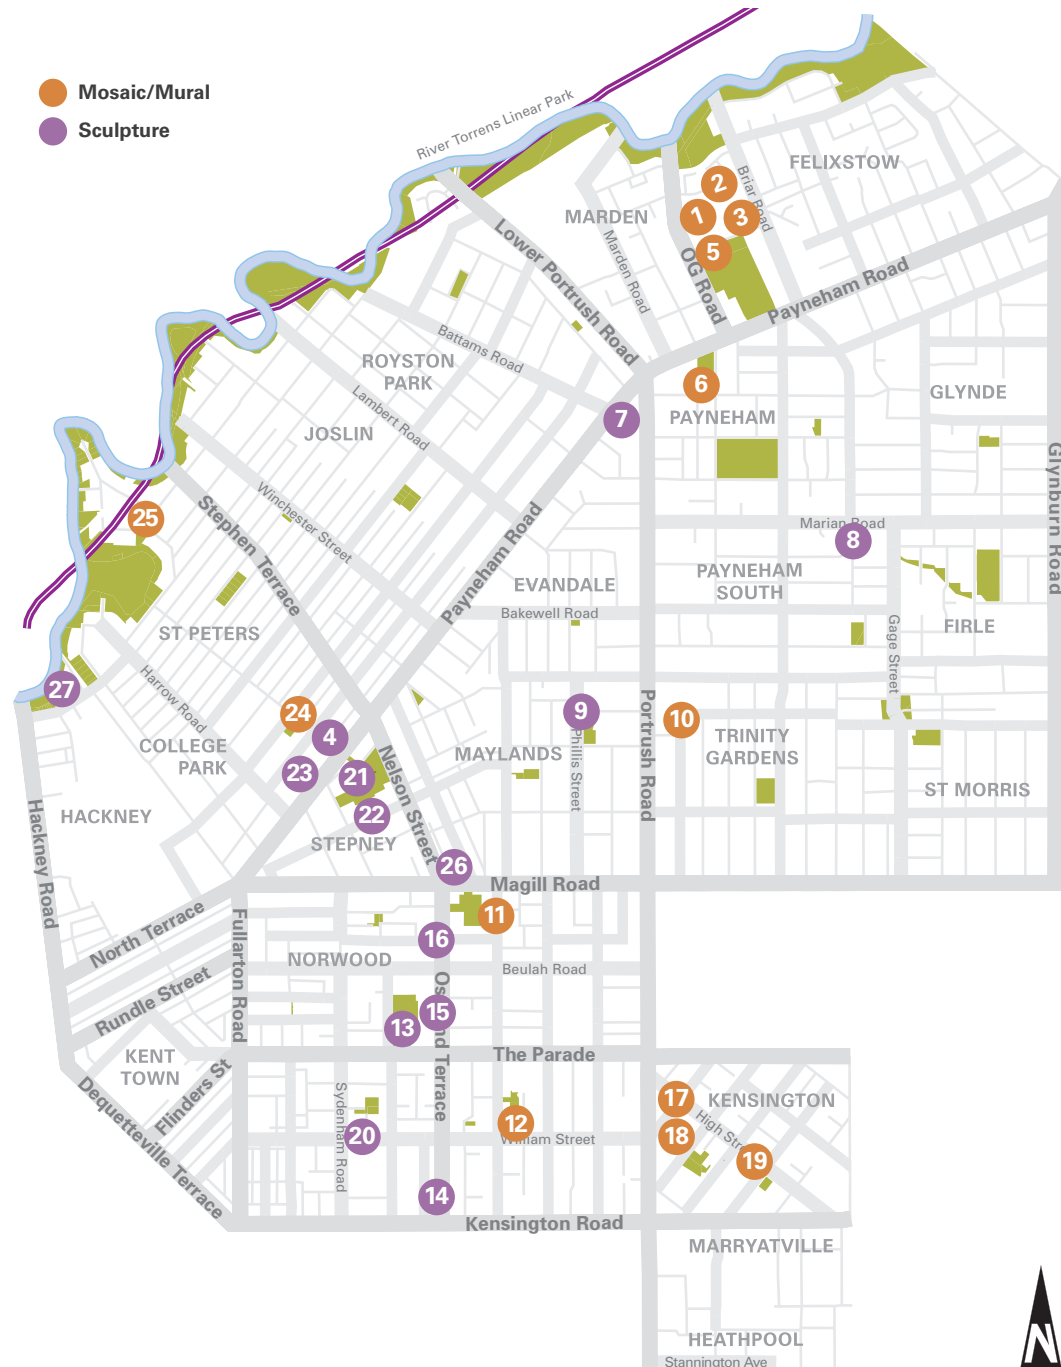 Mosaic/Mural
Sculpture
River Torrens Linear Park
FELIXSTOW
2
Briar Road
1
3
MARDEN
5
Marden Road
OG Road
Lower Portrush Road
Payneham Road
Battams Road
ROYSTON
PARK
6
GLYNDE
Lambert Road
7
PAYNEHAM
JOSLIN
Glynburn Road
Winchester Street
25
Stephen Terrace
Payneham Road
Marian Road
8
EVANDALE
PAYNEHAM
SOUTH
Bakewell Road
Gage Street
FIRLE
ST PETERS
Harrow Road
27
24
9
10
Portrush Road
4
COLLEGE
PARK
23
21
Nelson Street
MAYLANDS
Phillis Street
TRINITY
GARDENS
ST MORRIS
HACKNEY
Hackney Road
22
STEPNEY
26
Magill Road
North Terrace
Fullarton Road
11
16
NORWOOD
Beulah Road
Rundle Street
15
13
Os nd Terrace
KENT
TOWN
The Parade
Flinders St
Dequetteville Terrace
Sydenham Road
20
12
William Street
17
KENSINGTON
18
High Str
19
14
Kensington Road
MARRYATVILLE
HEATHPOOL
Stannington Ave
N